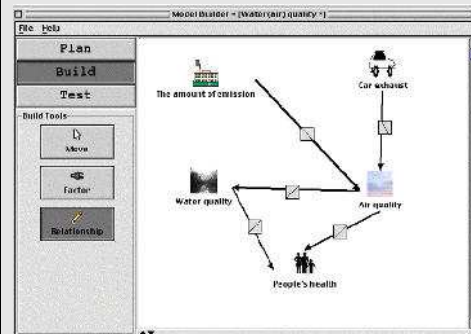 Model Builder - [Water(air) quality *]
File Help
Plan
Build
Test
Build Tools
Move
Factor
Relationship
The amount of emission
Car exhaust
Water quality
Air quality
People's health